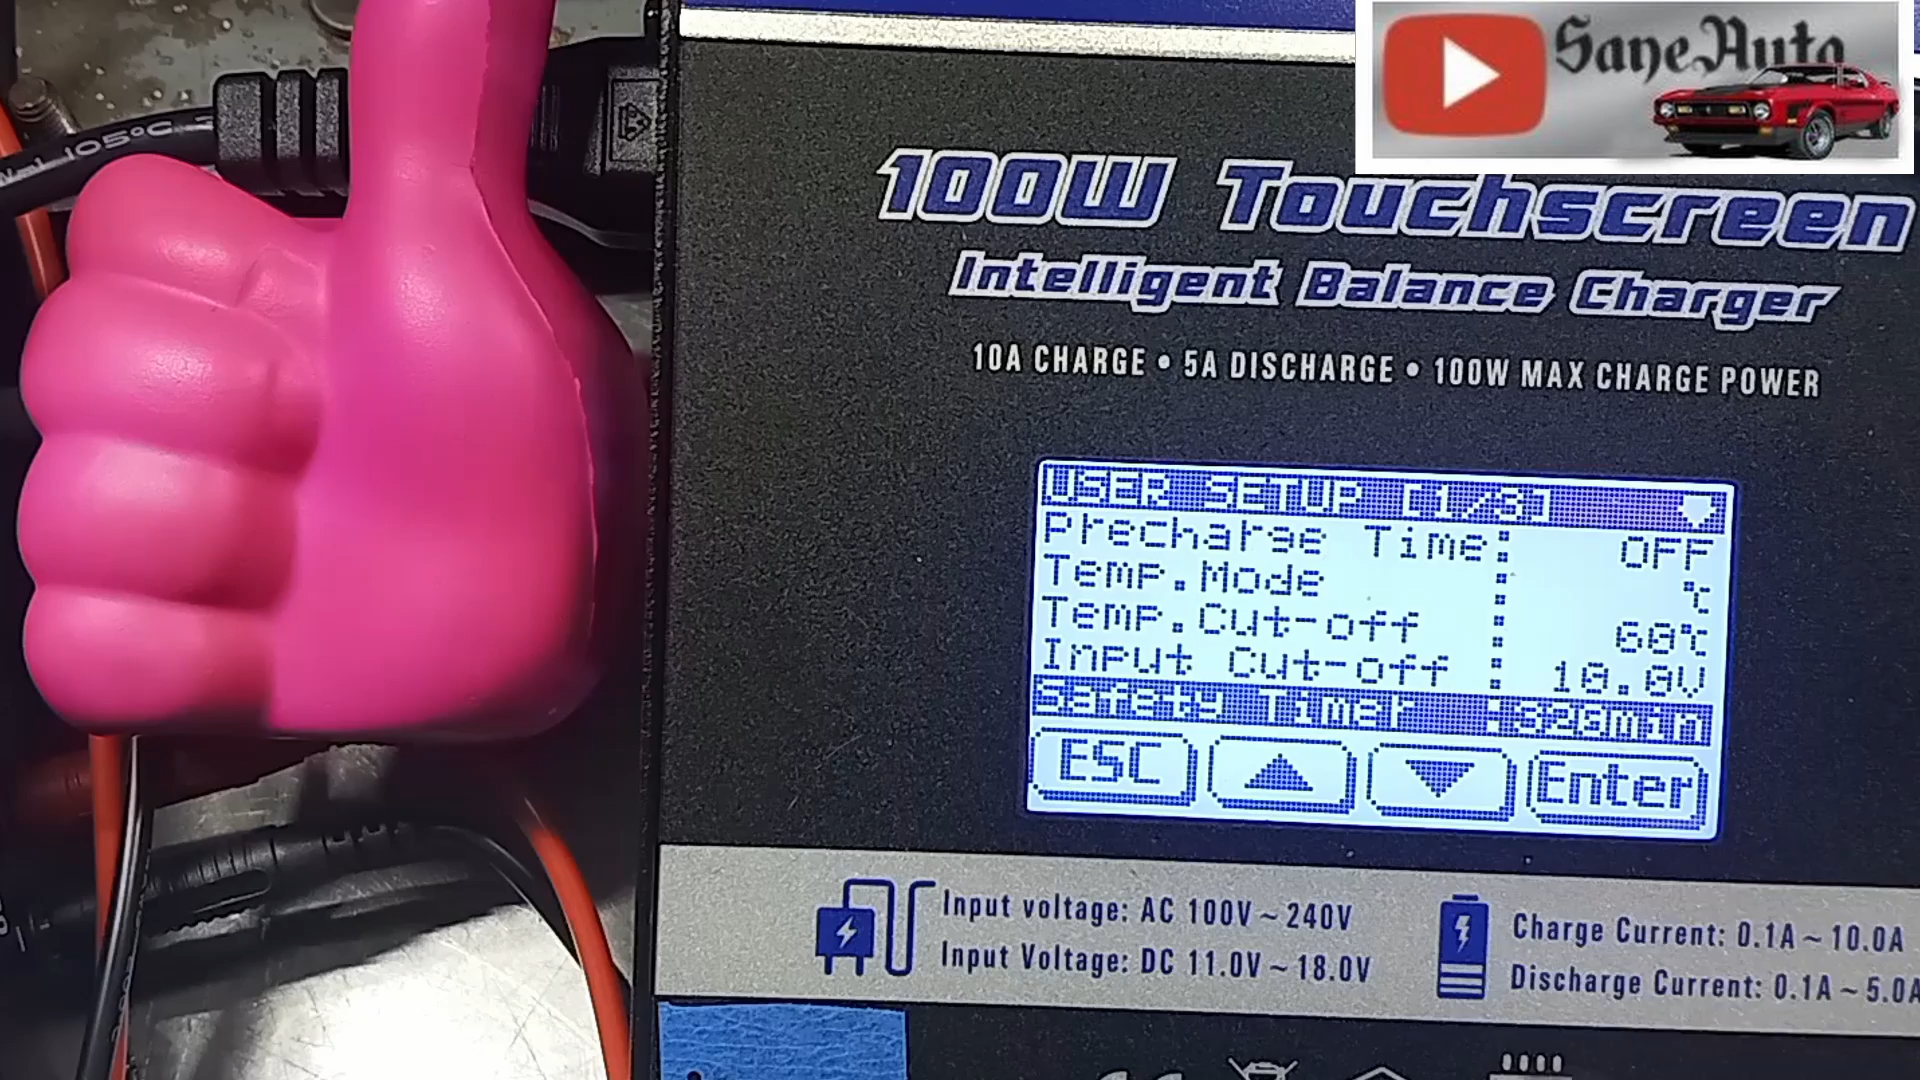 SaneAuto
105°C
100W Touchscreen
Intelligent Balance Charger
10A CHARGE • 5A DISCHARGE • 100W MAX CHARGE POWER
USER SETUP [1/3]
Precharge Time: OFF
Temp.Mode : °C
Temp.Cut-off : 60°C
Input Cut-off : 10.0V
Safety Timer :
ESC ▲ ▼ Enter
Input voltage: AC 100V ~ 240V
Input Voltage: DC 11.0V ~ 18.0V
Charge Current: 0.1A ~ 10.0A
Discharge Current: 0.1A ~ 5.0A